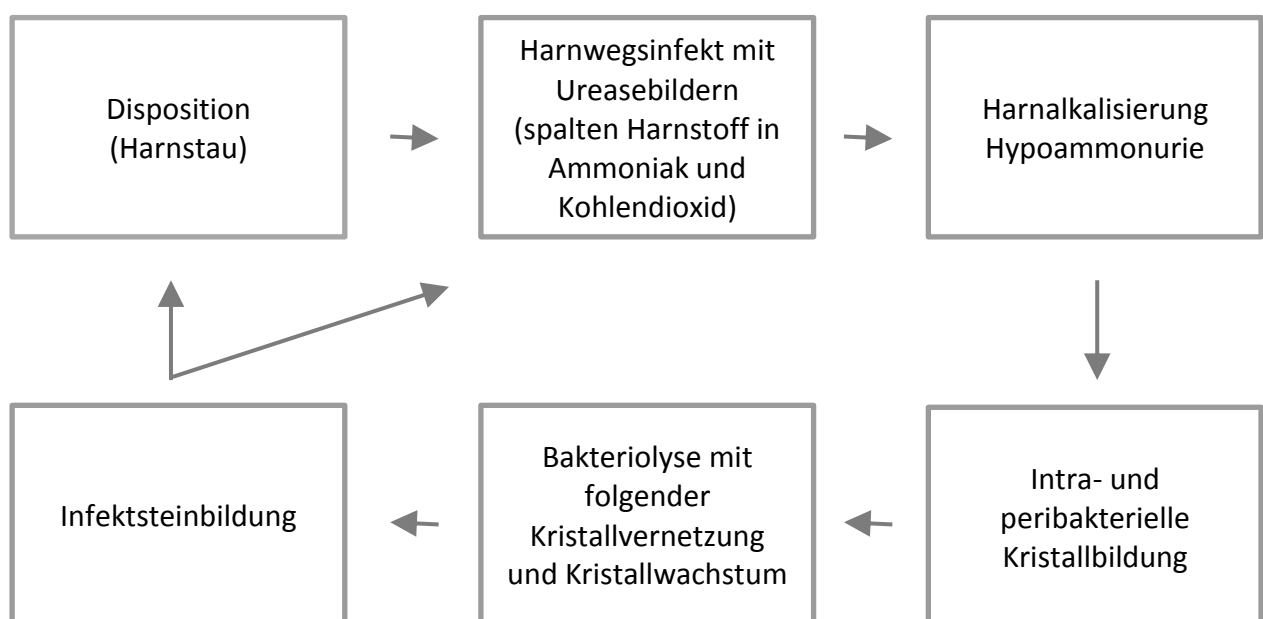 Disposition
(Harnstau)
Harnwegsinfekt mit
Ureasebildern
(spalten Harnstoff in
Ammoniak und
Kohlendioxid)
Harnalkalisierung
Hypoammonurie
Intra- und
peribakterielle
Kristallbildung
Bakteriolyse mit
folgender
Kristallvernetzung
und Kristallwachstum
Infektsteinbildung